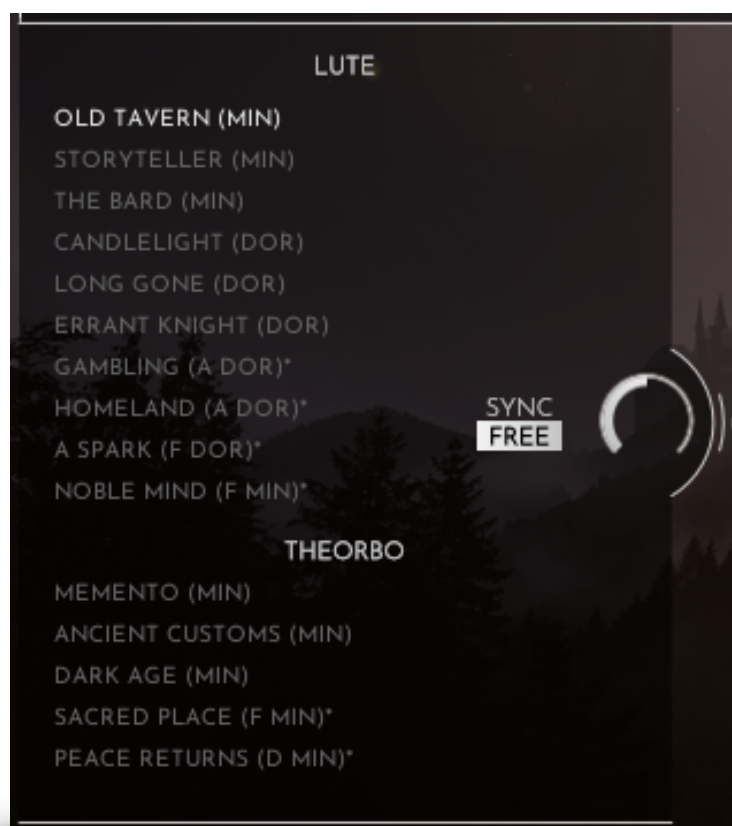 LUTE
OLD TAVERN (MIN)
STORYTELLER (MIN)
THE BARD (MIN)
CANDLELIGHT (DOR)
LONG GONE (DOR)
ERRANT KNIGHT (DOR)
GAMBLING (A DOR)*
HOMELAND (A DOR)*
SYNC
FREE
A SPARK (F DOR)*
NOBLE MIND (F MIN)*
THEORBO
MEMENTO (MIN)
ANCIENT CUSTOMS (MIN)
DARK AGE (MIN)
SACRED PLACE (F MIN)*
PEACE RETURNS (D MIN)*